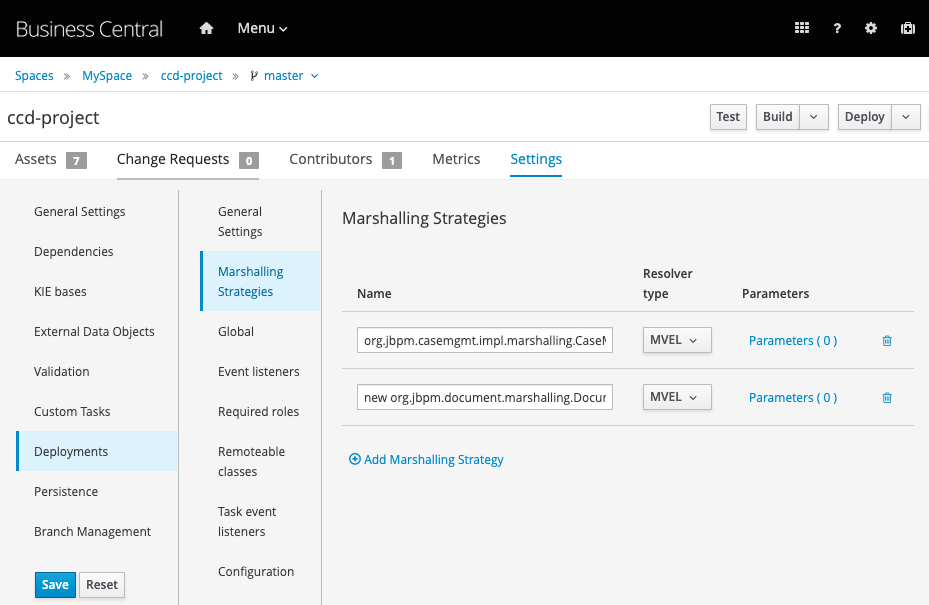 Business Central Menu ?
Spaces » MySpace » ccd-project » master
ccd-project Test Build Deploy
Assets 7 Change Requests 0 Contributors 1 Metrics Settings
General Settings
Dependencies
KIE bases
External Data Objects
Validation
Custom Tasks
Deployments
Persistence
Branch Management
Save Reset
General
Settings
Marshalling
Strategies
Global
Event listeners
Required roles
Remoteable
classes
Task event
listeners
Configuration
Marshalling Strategies
Name Resolver type Parameters
org.jbpm.casemgmt.impl.marshalling.Case MVEL Parameters ( 0 )
new org.jbpm.document.marshalling.Docu MVEL Parameters ( 0 )
Add Marshalling Strategy